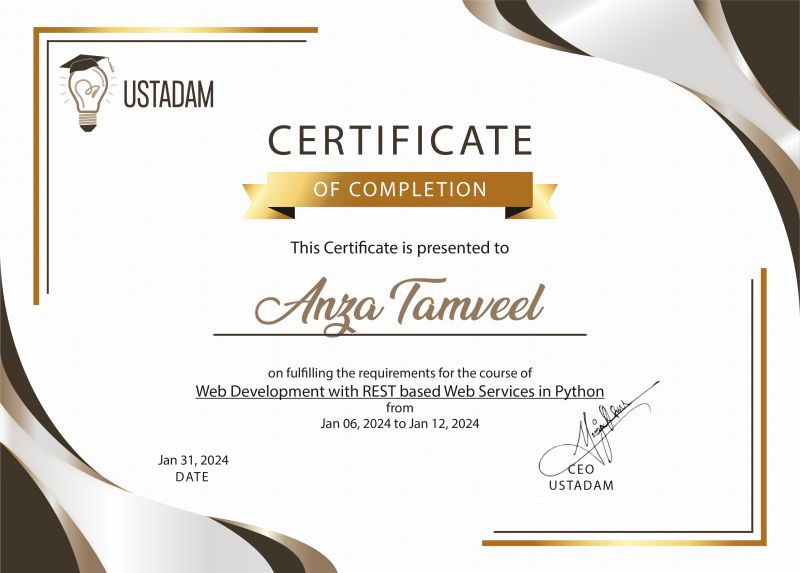 USTADAM
CERTIFICATE
OF COMPLETION
This Certificate is presented to
Anza Tamveel
on fulfilling the requirements for the course of
Web Development with REST based Web Services in Python
from
Jan 06, 2024 to Jan 12, 2024
Jan 31, 2024
DATE
CEO
USTADAM